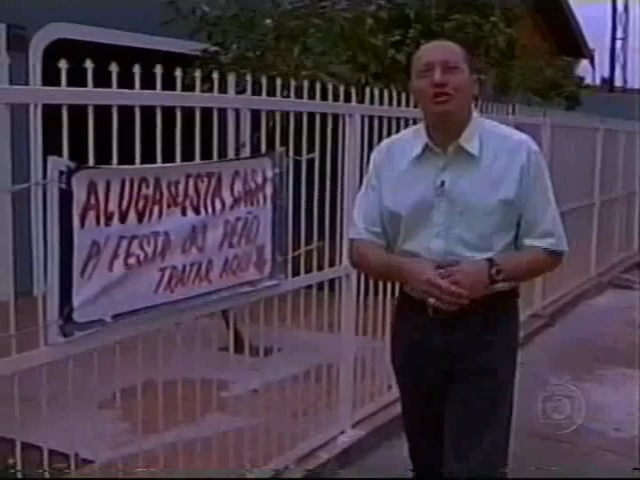 ALUGA SE ESTA CASA
P/ FESTA DO PEÃO
TRATAR AQUI